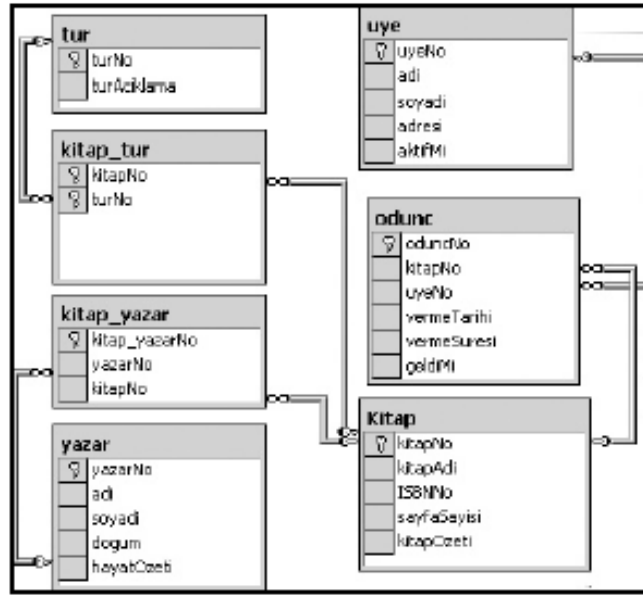 tur
turNo
turAciklama
kitap_tur
kitapNo
turNo
kitap_yazar
kitap_yazarNo
yazarNo
kitapNo
yazar
yazarNo
adi
soyadi
dogum
hayatOzeti
uye
uyeNo
adi
soyadi
adresi
aktifMi
odunc
oduncNo
kitapNo
uyeNo
vermeTarihi
vermeSuresi
geldiMi
Kitap
kitapNo
kitapAdi
ISBNNo
sayfaSayisi
kitapOzeti